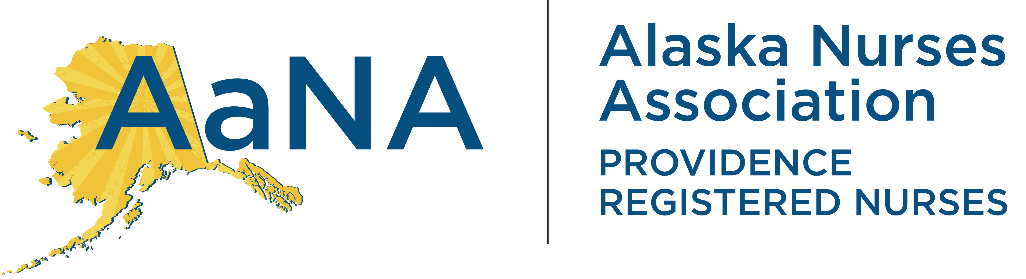 AaNA
Alaska Nurses
Association
PROVIDENCE
REGISTERED NURSES